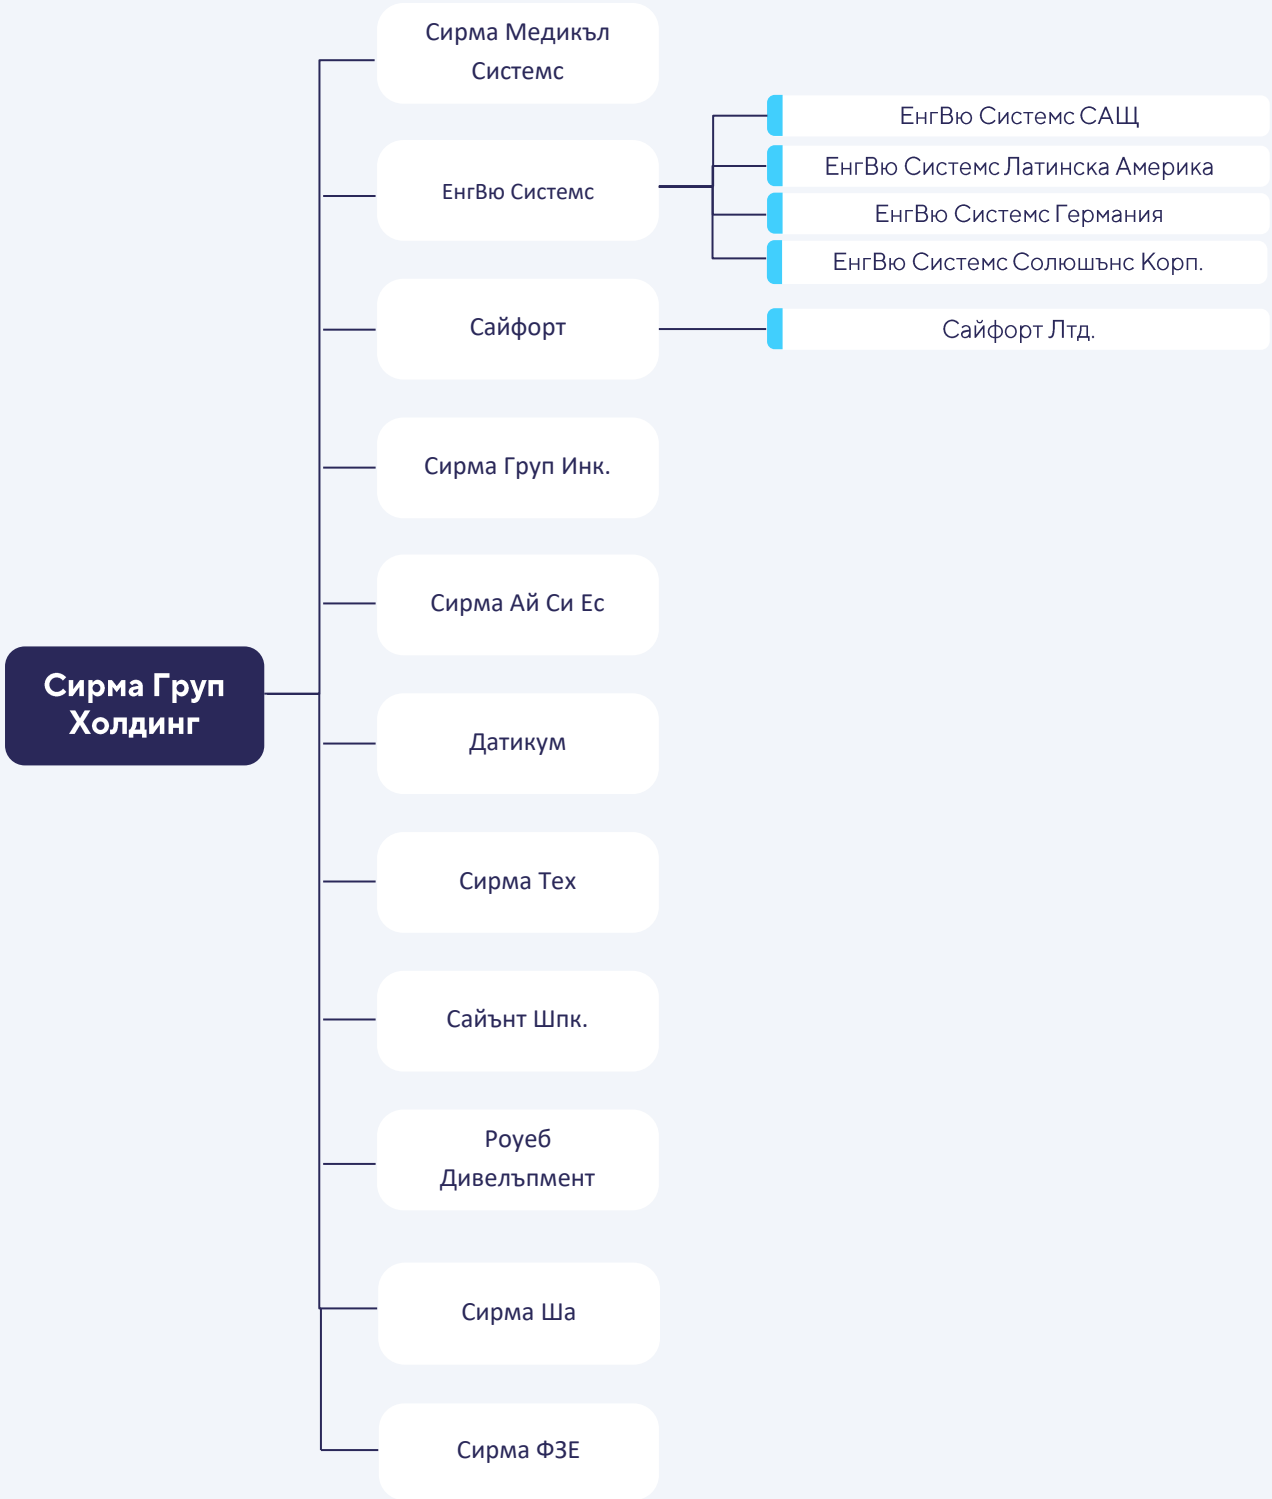 Сирма Медикъл
Системс
ЕнгВю Системс САЩ
ЕнгВю Системс Латинска Америка
ЕнгВю Системс
ЕнгВю Системс Германия
ЕнгВю Системс Солюшънс Корп.
Сайфорт
Сайфорт Лтд.
Сирма Груп Инк.
Сирма Ай Си Ес
Сирма Груп
Холдинг
Датикум
Сирма Тех
Сайънт Шпк.
Роуеб
Дивелъпмент
Сирма Ша
Сирма ФЗЕ